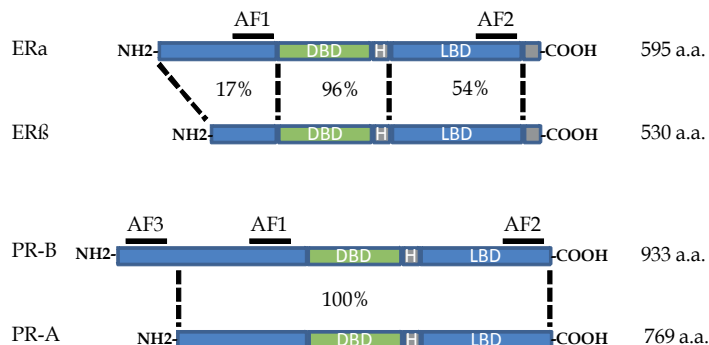 AF1 AF2
ERa NH2- DBD H LBD -COOH 595 a.a.
17% 96% 54%
ERß NH2- DBD H LBD -COOH 530 a.a.
AF3 AF1 AF2
PR-B NH2- DBD H LBD -COOH 933 a.a.
100%
PR-A NH2- DBD H LBD -COOH 769 a.a.